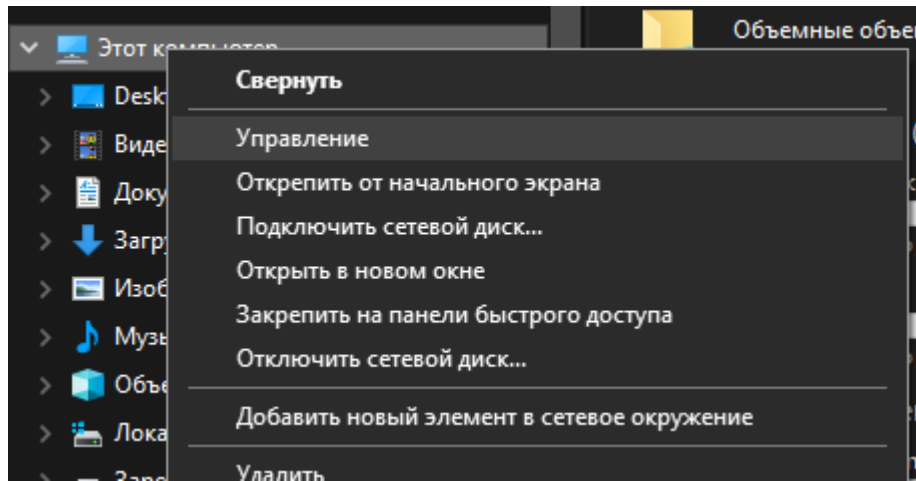 Объемные объе
Этот компьютер
Свернуть
Desk
Управление
Виде
Открепить от начального экрана
Доку
Подключить сетевой диск...
Загр
Открыть в новом окне
Изоб
Закрепить на панели быстрого доступа
Музы
Отключить сетевой диск...
Объе
Добавить новый элемент в сетевое окружение
Лока
Удалить